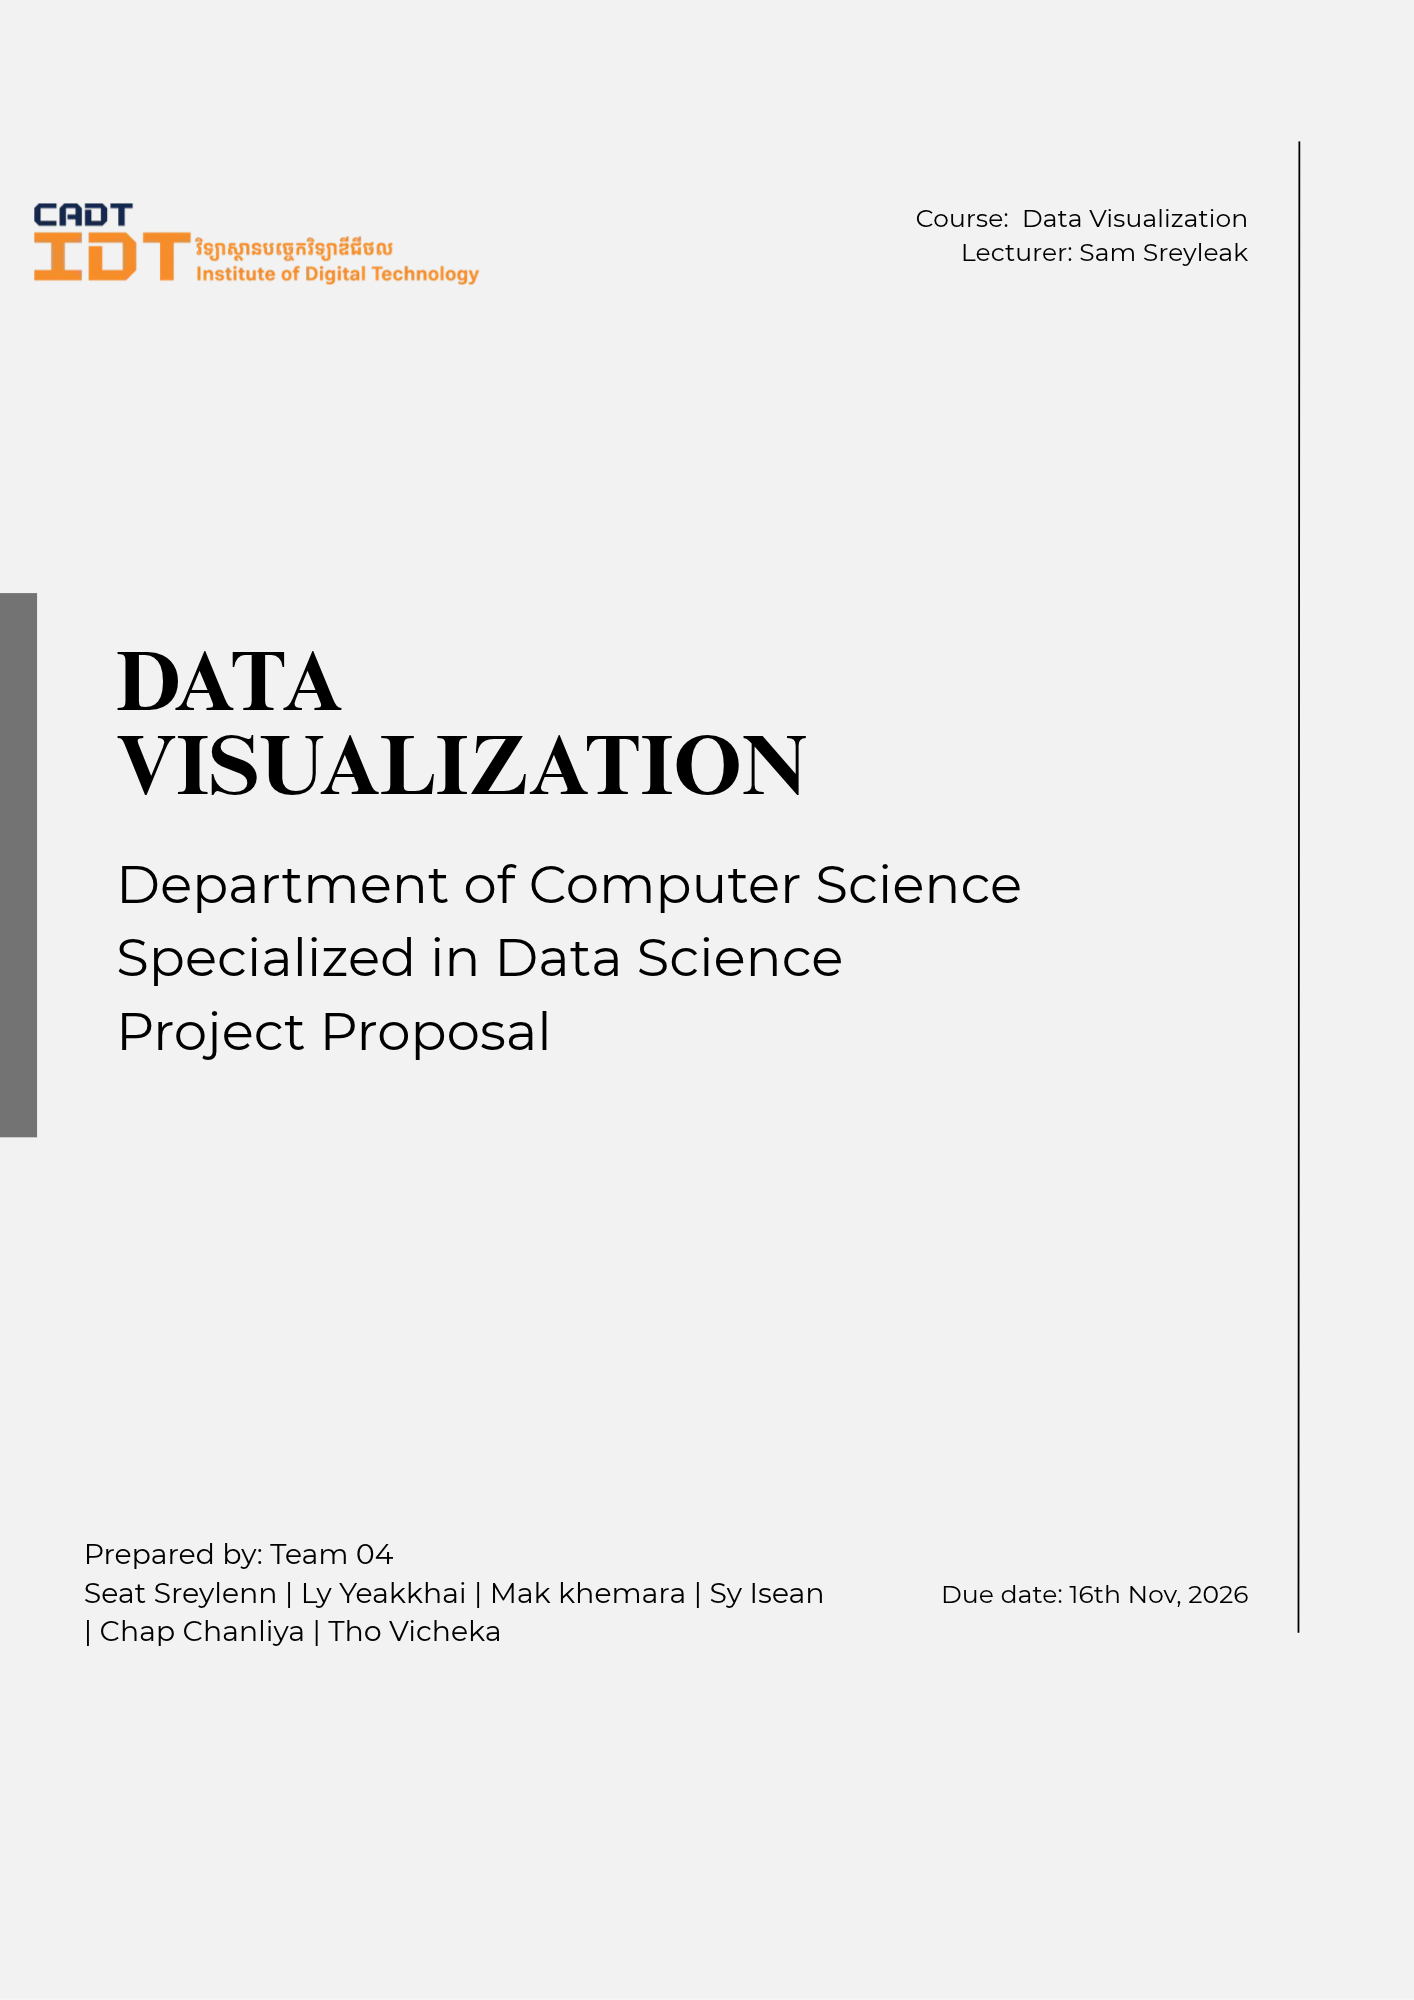 CADT
IDT
វិទ្យាស្ថានបច្ចេកវិទ្យាឌីជីថល
Institute of Digital Technology
Course:  Data Visualization
Lecturer: Sam Sreyleak
DATA
VISUALIZATION
Department of Computer Science
Specialized in Data Science
Project Proposal
Prepared by: Team 04
Seat Sreylenn | Ly Yeakkhai | Mak khemara | Sy Isean
| Chap Chanliya | Tho Vicheka
Due date: 16th Nov, 2026